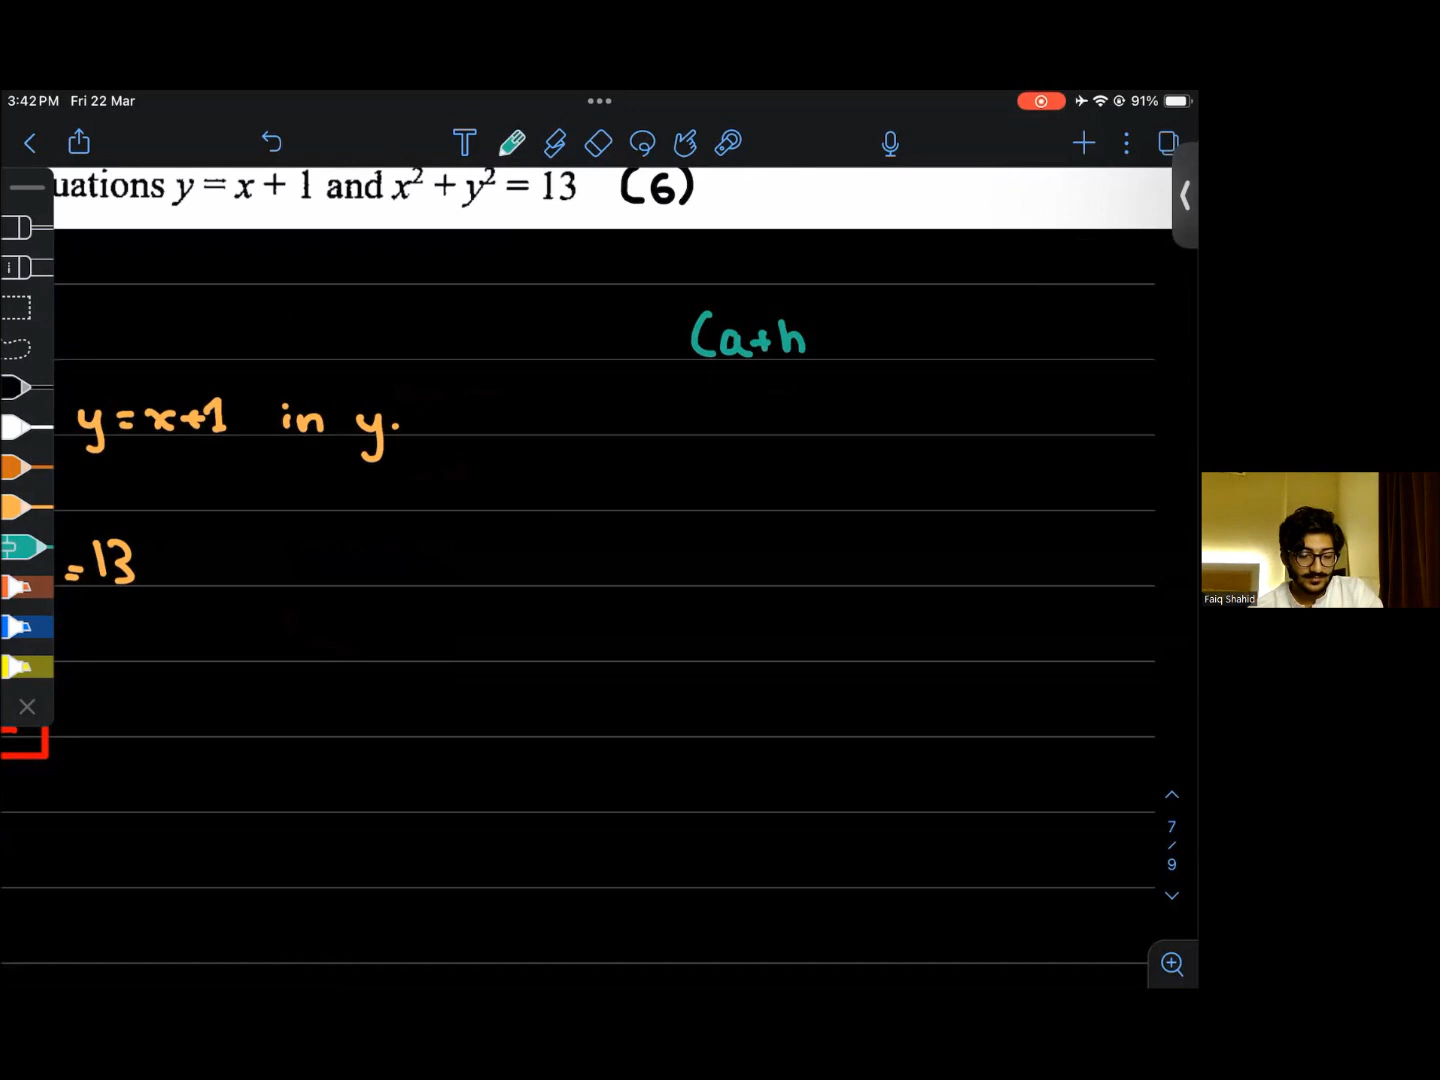 3:42 PM Fri 22 Mar
91%
uations y = x + 1 and x² + y² = 13 (6)
(a+h
y=x+1 in y.
=13
Faiq Shahid
7
/
9